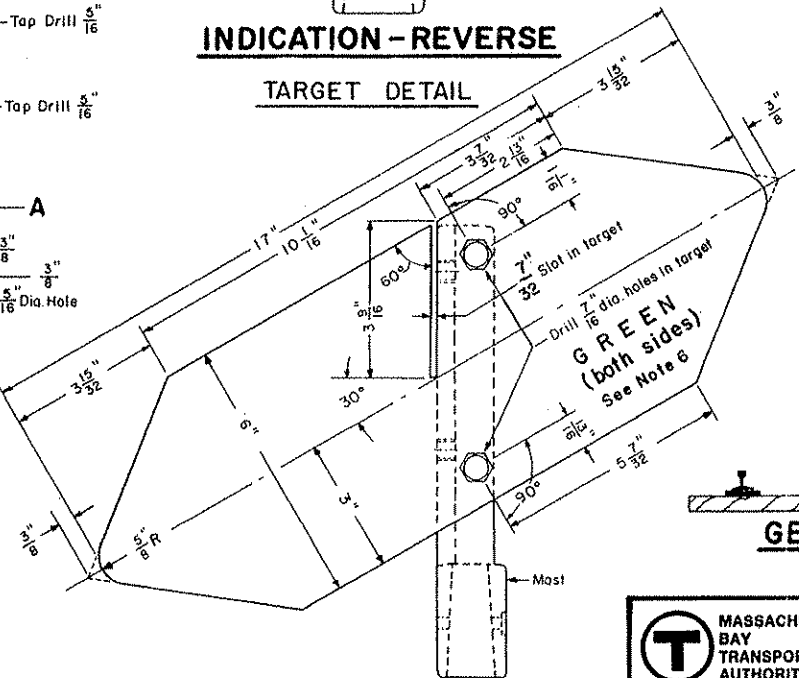 -Tap Drill 5/16"
INDICATION-REVERSE
TARGET DETAIL
-Tap Drill 5/16"
A
3/8"
3/8"
5/16" Dia. Hole
17"
10 1/16"
3 15/32"
3/8"
3 7/32"
2 13/16"
1 1/16"
90°
60°
3 9/16"
7/32" Slot in target
Drill 7/16" dia. holes in target
GREEN
(both sides)
See Note 6
3 15/32"
30°
6"
3"
13/16"
90°
5 7/32"
3/8"
5/8" R
Mast
GE
T
MASSACH
BAY
TRANSPOR
AUTHORIT